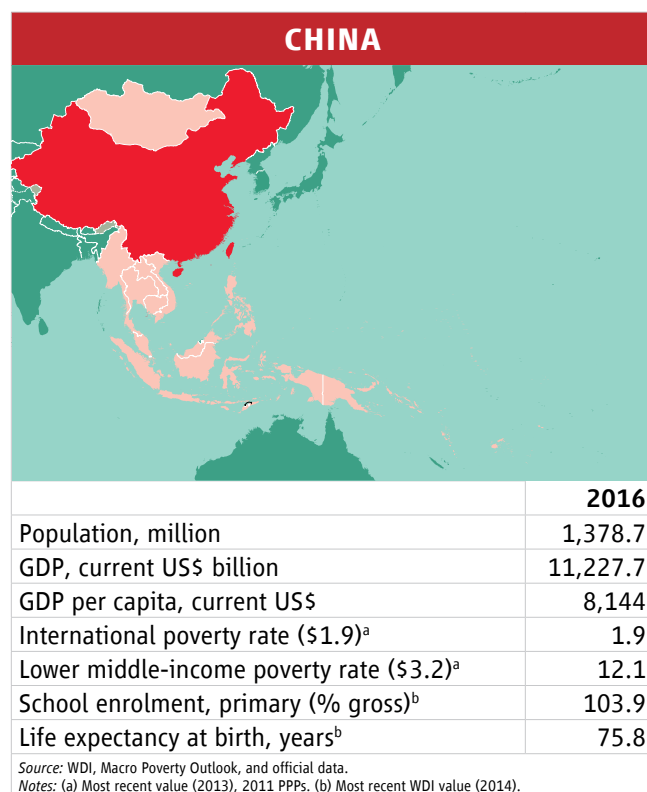 CHINA
2016
Population, million 1,378.7
GDP, current US$ billion 11,227.7
GDP per capita, current US$ 8,144
International poverty rate ($1.9)ᵃ 1.9
Lower middle-income poverty rate ($3.2)ᵃ 12.1
School enrolment, primary (% gross)ᵇ 103.9
Life expectancy at birth, yearsᵇ 75.8
Source: WDI, Macro Poverty Outlook, and official data.
Notes: (a) Most recent value (2013), 2011 PPPs. (b) Most recent WDI value (2014).